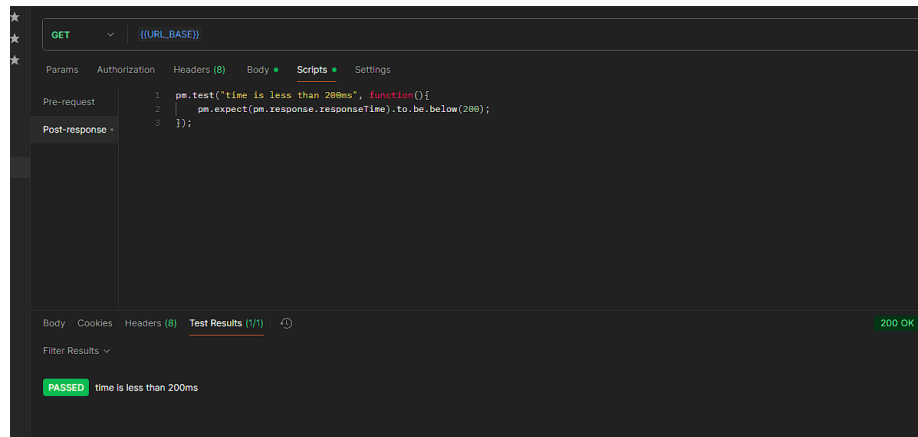 GET {{URL_BASE}}
Params Authorization Headers (8) Body Scripts Settings
Pre-request
Post-response
1 pm.test("time is less than 200ms", function(){
2 pm.expect(pm.response.responseTime).to.be.below(200);
3 });
Body Cookies Headers (8) Test Results (1/1)
200 OK
Filter Results
PASSED time is less than 200ms